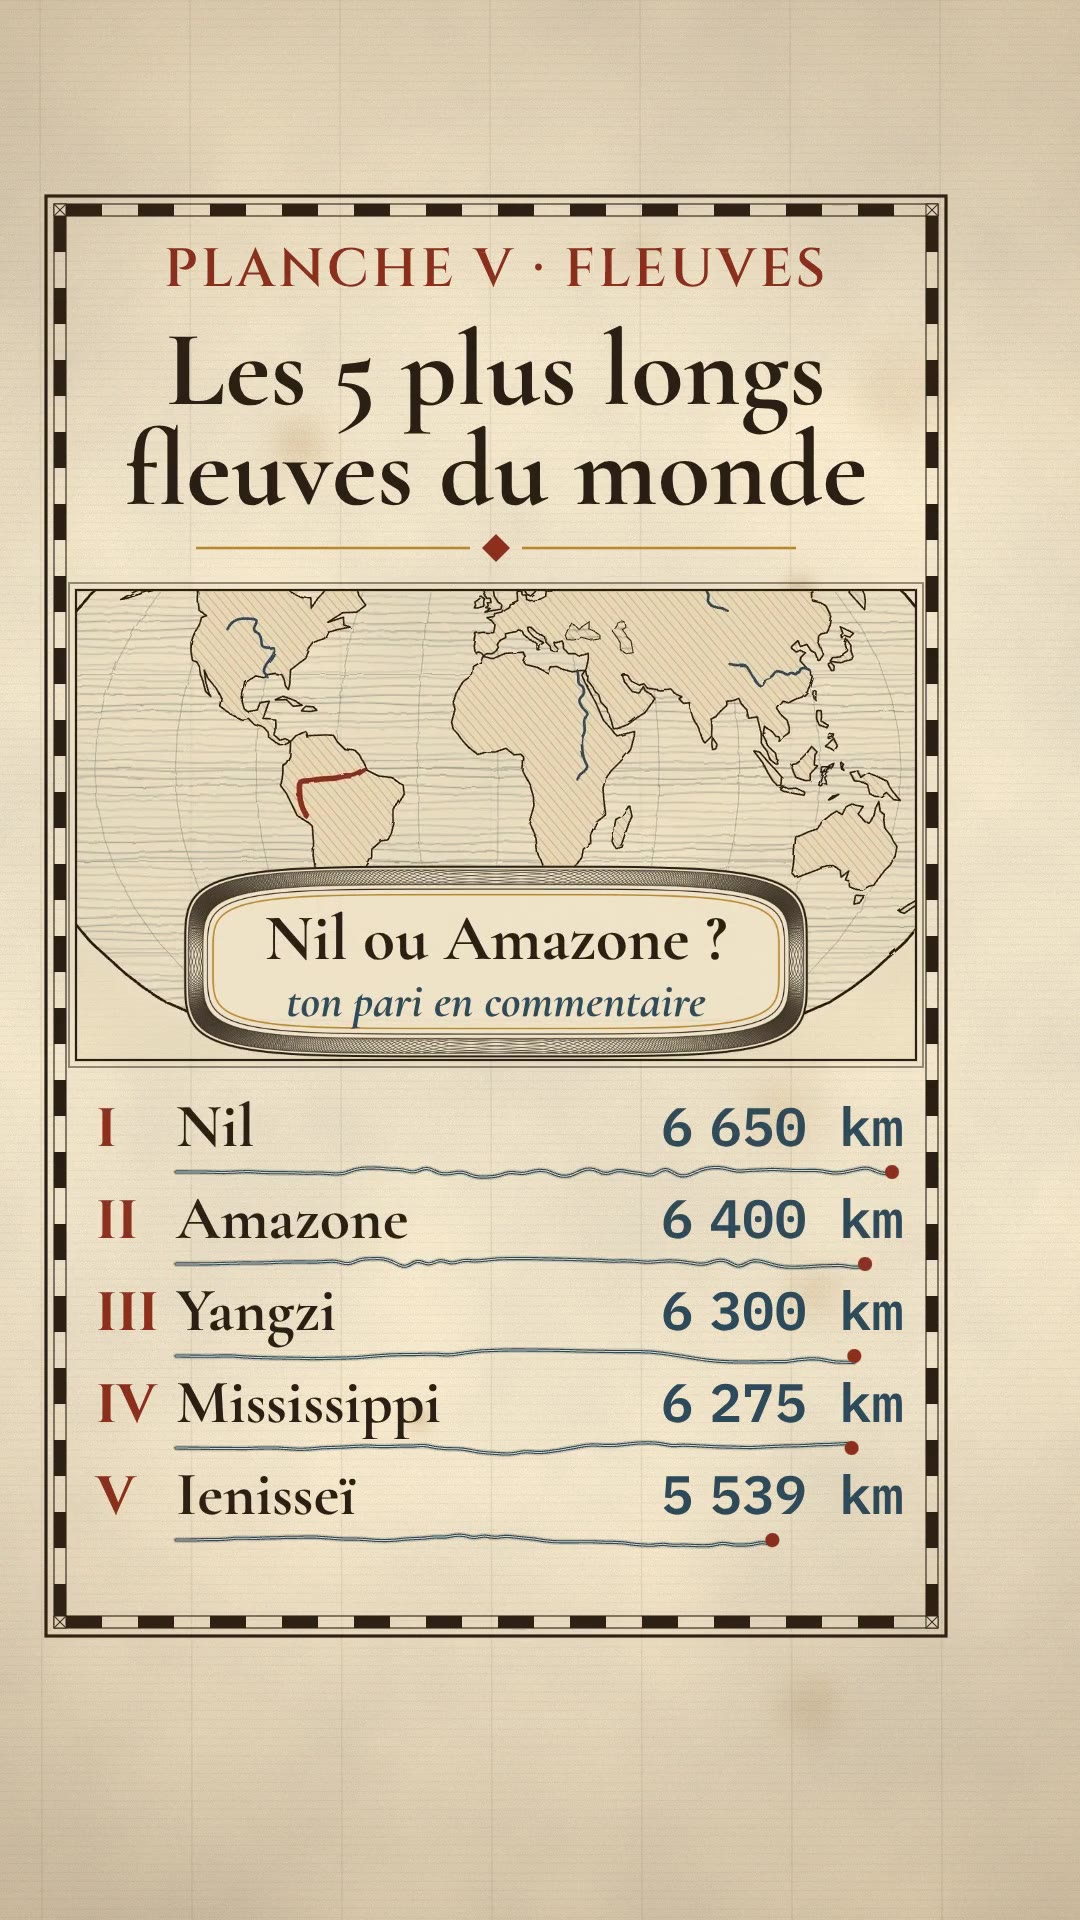 PLANCHE V · FLEUVES
Les 5 plus longs
fleuves du monde
Nil ou Amazone ?
ton pari en commentaire
I Nil 6 650 km
II Amazone 6 400 km
III Yangzi 6 300 km
IV Mississippi 6 275 km
V Ienisseï 5 539 km